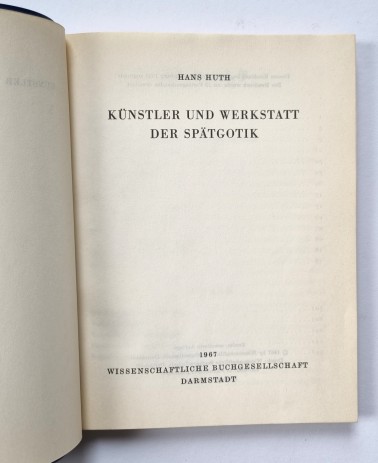 HANS HUTH
KÜNSTLER UND WERKSTATT
DER SPÄTGOTIK
1967
WISSENSCHAFTLICHE BUCHGESELLSCHAFT
DARMSTADT